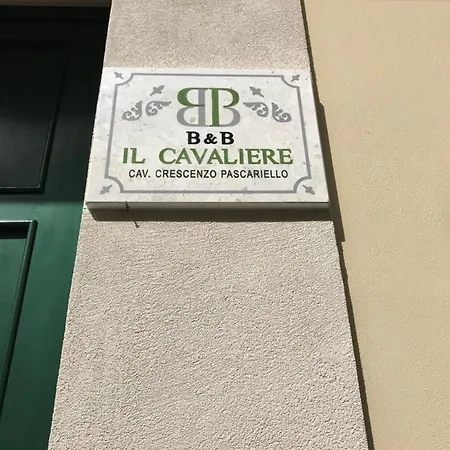 BB
B&B
IL CAVALIERE
CAV. CRESCENZO PASCARIELLO